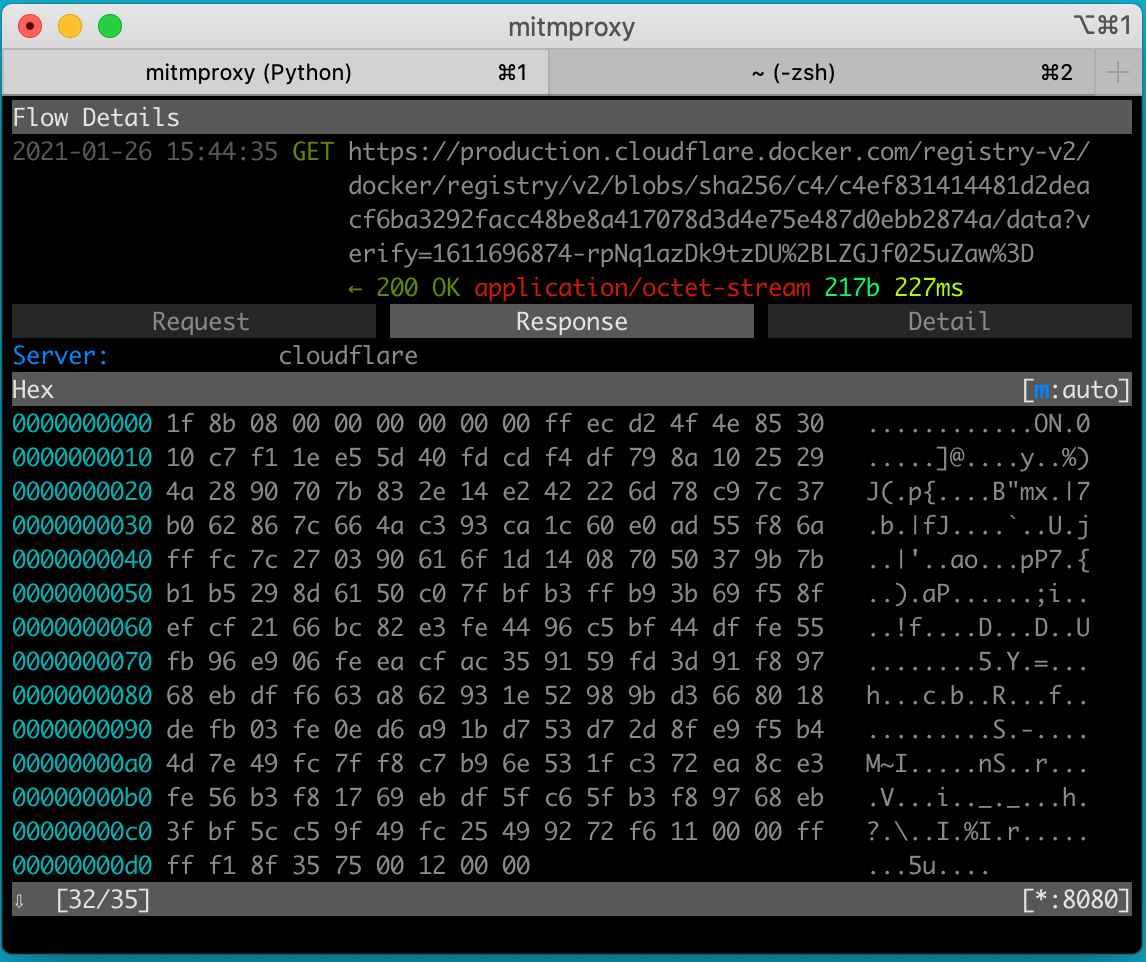 mitmproxy ⌥⌘1
mitmproxy (Python) ⌘1 ~ (-zsh) ⌘2 +
Flow Details
2021-01-26 15:44:35 GET https://production.cloudflare.docker.com/registry-v2/
docker/registry/v2/blobs/sha256/c4/c4ef831414481d2dea
cf6ba3292facc48be8a417078d3d4e75e487d0ebb2874a/data?v
erify=1611696874-rpNq1azDk9tzDU%2BLZGJf025uZaw%3D
← 200 OK application/octet-stream 217b 227ms
Request Response Detail
Server: cloudflare
Hex [m:auto]
0000000000 1f 8b 08 00 00 00 00 00 00 ff ec d2 4f 4e 85 30 ............ON.0
0000000010 10 c7 f1 1e e5 5d 40 fd cd f4 df 79 8a 10 25 29 .....]@....y..%)
0000000020 4a 28 90 70 7b 83 2e 14 e2 42 22 6d 78 c9 7c 37 J(.p{....B"mx.|7
0000000030 b0 62 86 7c 66 4a c3 93 ca 1c 60 e0 ad 55 f8 6a .b.|fJ....`..U.j
0000000040 ff fc 7c 27 03 90 61 6f 1d 14 08 70 50 37 9b 7b ..|'..ao...pP7.{
0000000050 b1 b5 29 8d 61 50 c0 7f bf b3 ff b9 3b 69 f5 8f ..).aP......;i..
0000000060 ef cf 21 66 bc 82 e3 fe 44 96 c5 bf 44 df fe 55 ..!f....D...D..U
0000000070 fb 96 e9 06 fe ea cf ac 35 91 59 fd 3d 91 f8 97 ........5.Y.=...
0000000080 68 eb df f6 63 a8 62 93 1e 52 98 9b d3 66 80 18 h...c.b..R...f..
0000000090 de fb 03 fe 0e d6 a9 1b d7 53 d7 2d 8f e9 f5 b4 .........S.-....
00000000a0 4d 7e 49 fc 7f f8 c7 b9 6e 53 1f c3 72 ea 8c e3 M~I.....nS..r...
00000000b0 fe 56 b3 f8 17 69 eb df 5f c6 5f b3 f8 97 68 eb .V...i.._._...h.
00000000c0 3f bf 5c c5 9f 49 fc 25 49 92 72 f6 11 00 00 ff ?.\..I.%I.r.....
00000000d0 ff f1 8f 35 75 00 12 00 00 ...5u....
⇩ [32/35] [*:8080]